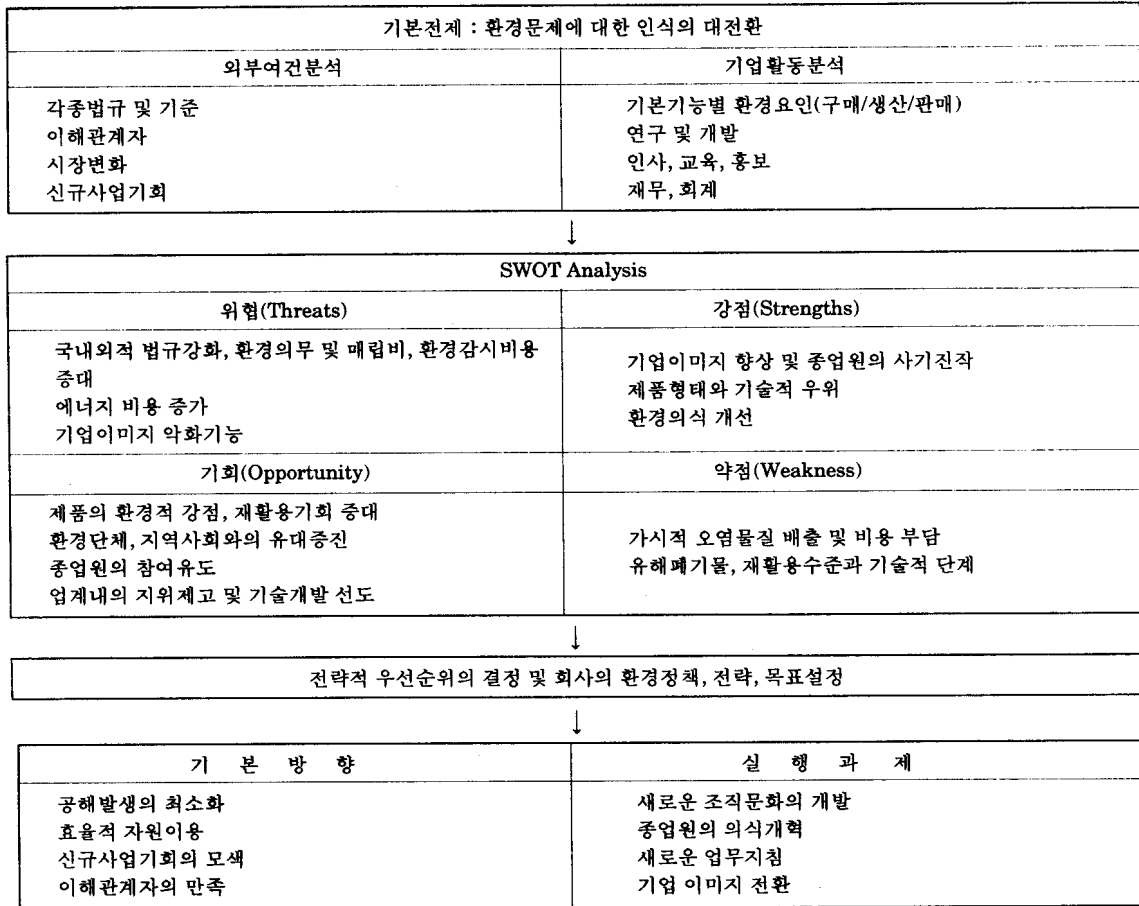 기본전제 : 환경문제에 대한 인식의 대전환
외부여건분석
기업활동분석
각종법규 및 기준
이해관계자
시장변화
신규사업기회
기본기능별 환경요인(구매/생산/판매)
연구 및 개발
인사, 교육, 홍보
재무, 회계
↓
SWOT Analysis
위협(Threats)
강점(Strengths)
국내외적 법규강화, 환경의무 및 매립비, 환경감시비용
증대
에너지 비용 증가
기업이미지 악화기능
기업이미지 향상 및 종업원의 사기진작
제품형태와 기술적 우위
환경의식 개선
기회(Opportunity)
약점(Weakness)
제품의 환경적 강점, 재활용기회 증대
환경단체, 지역사회와의 유대증진
종업원의 참여유도
업계내의 지위제고 및 기술개발 선도
가시적 오염물질 배출 및 비용 부담
유해폐기물, 재활용수준과 기술적 단계
↓
전략적 우선순위의 결정 및 회사의 환경정책, 전략, 목표설정
↓
기 본 방 향
실 행 과 제
공해발생의 최소화
효율적 자원이용
신규사업기회의 모색
이해관계자의 만족
새로운 조직문화의 개발
종업원의 의식개혁
새로운 업무지침
기업 이미지 전환